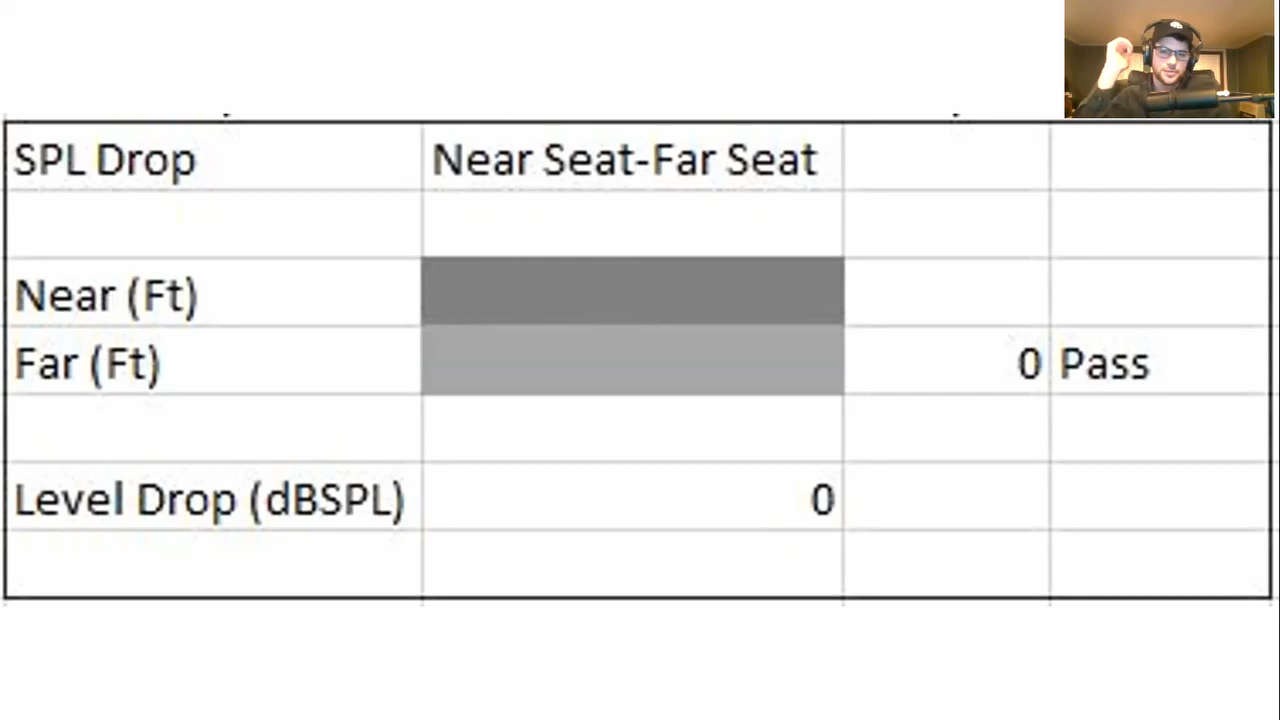 SPL Drop Near Seat-Far Seat
Near (Ft)
Far (Ft) 0 Pass
Level Drop (dBSPL) 0